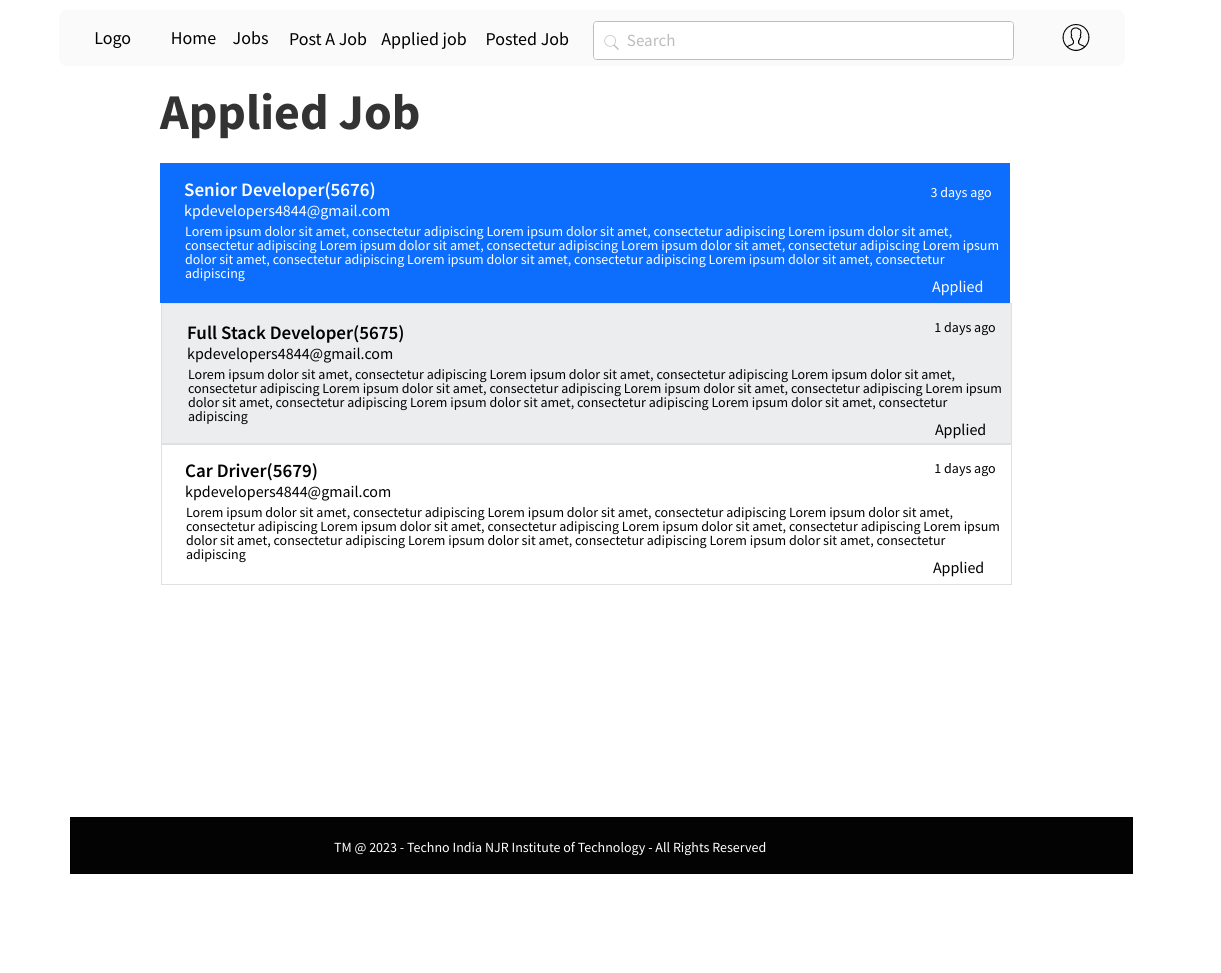 Logo Home Jobs Post A Job Applied job Posted Job Search
Applied Job
Senior Developer(5676) 3 days ago
kpdevelopers4844@gmail.com
Lorem ipsum dolor sit amet, consectetur adipiscing Lorem ipsum dolor sit amet, consectetur adipiscing Lorem ipsum dolor sit amet,
consectetur adipiscing Lorem ipsum dolor sit amet, consectetur adipiscing Lorem ipsum dolor sit amet, consectetur adipiscing Lorem ipsum
dolor sit amet, consectetur adipiscing Lorem ipsum dolor sit amet, consectetur adipiscing Lorem ipsum dolor sit amet, consectetur
adipiscing
Applied
Full Stack Developer(5675) 1 days ago
kpdevelopers4844@gmail.com
Lorem ipsum dolor sit amet, consectetur adipiscing Lorem ipsum dolor sit amet, consectetur adipiscing Lorem ipsum dolor sit amet,
consectetur adipiscing Lorem ipsum dolor sit amet, consectetur adipiscing Lorem ipsum dolor sit amet, consectetur adipiscing Lorem ipsum
dolor sit amet, consectetur adipiscing Lorem ipsum dolor sit amet, consectetur adipiscing Lorem ipsum dolor sit amet, consectetur
adipiscing
Applied
Car Driver(5679) 1 days ago
kpdevelopers4844@gmail.com
Lorem ipsum dolor sit amet, consectetur adipiscing Lorem ipsum dolor sit amet, consectetur adipiscing Lorem ipsum dolor sit amet,
consectetur adipiscing Lorem ipsum dolor sit amet, consectetur adipiscing Lorem ipsum dolor sit amet, consectetur adipiscing Lorem ipsum
dolor sit amet, consectetur adipiscing Lorem ipsum dolor sit amet, consectetur adipiscing Lorem ipsum dolor sit amet, consectetur
adipiscing
Applied
TM @ 2023 - Techno India NJR Institute of Technology - All Rights Reserved